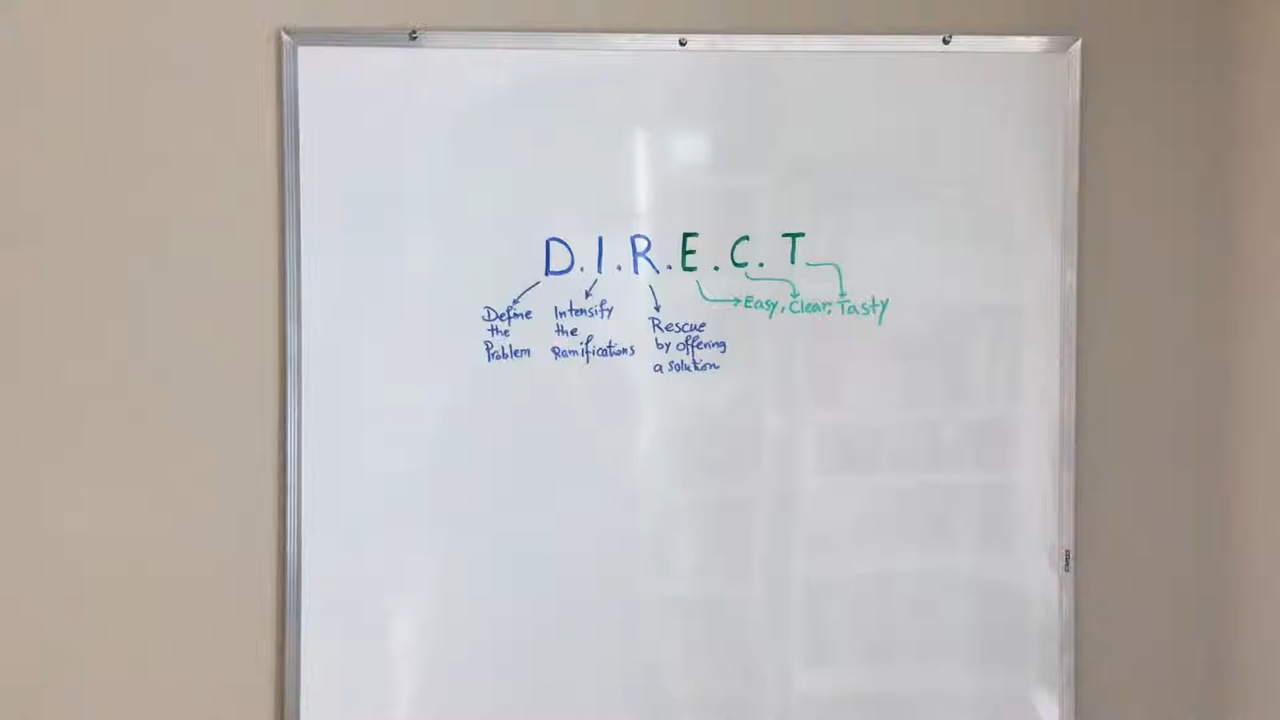 D.I.R.E.C.T
Define
the
Problem
Intensify
the
Ramifications
Rescue
by offering
a solution
Easy, Clear, Tasty